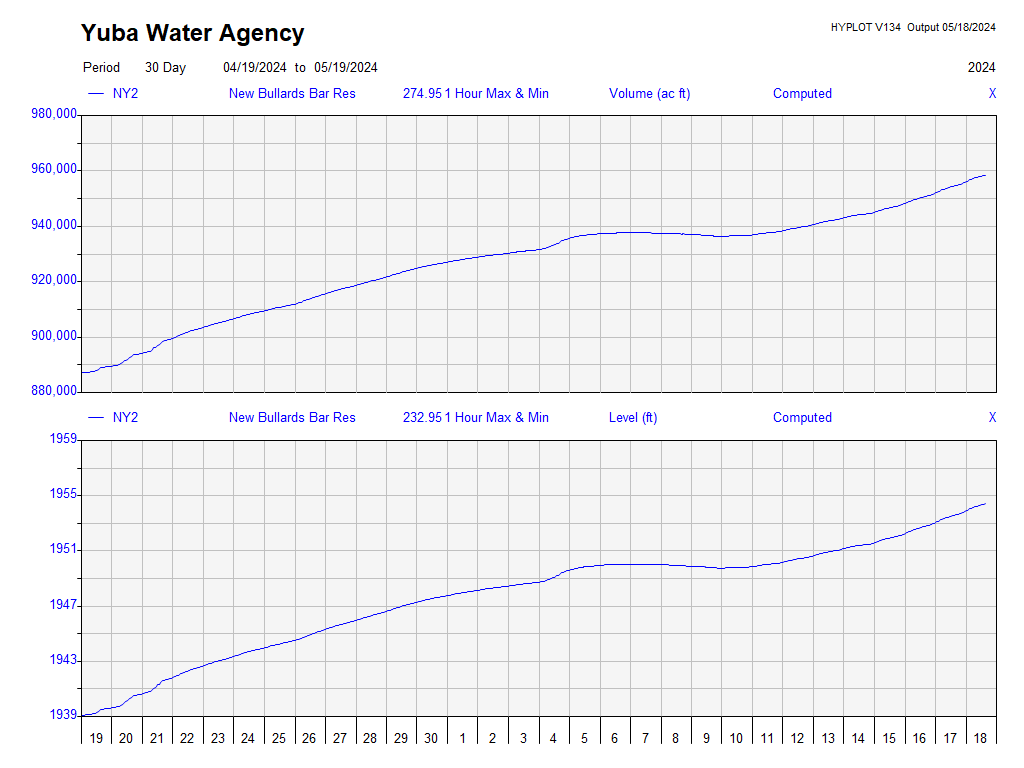 Yuba Water Agency
HYPLOT V134 Output 05/18/2024
Period 30 Day 04/19/2024 to 05/19/2024 2024
NY2 New Bullards Bar Res 274.95 1 Hour Max & Min Volume (ac ft) Computed X
980,000
960,000
940,000
920,000
900,000
880,000
NY2 New Bullards Bar Res 232.95 1 Hour Max & Min Level (ft) Computed X
1959
1955
1951
1947
1943
1939
19 20 21 22 23 24 25 26 27 28 29 30 1 2 3 4 5 6 7 8 9 10 11 12 13 14 15 16 17 18